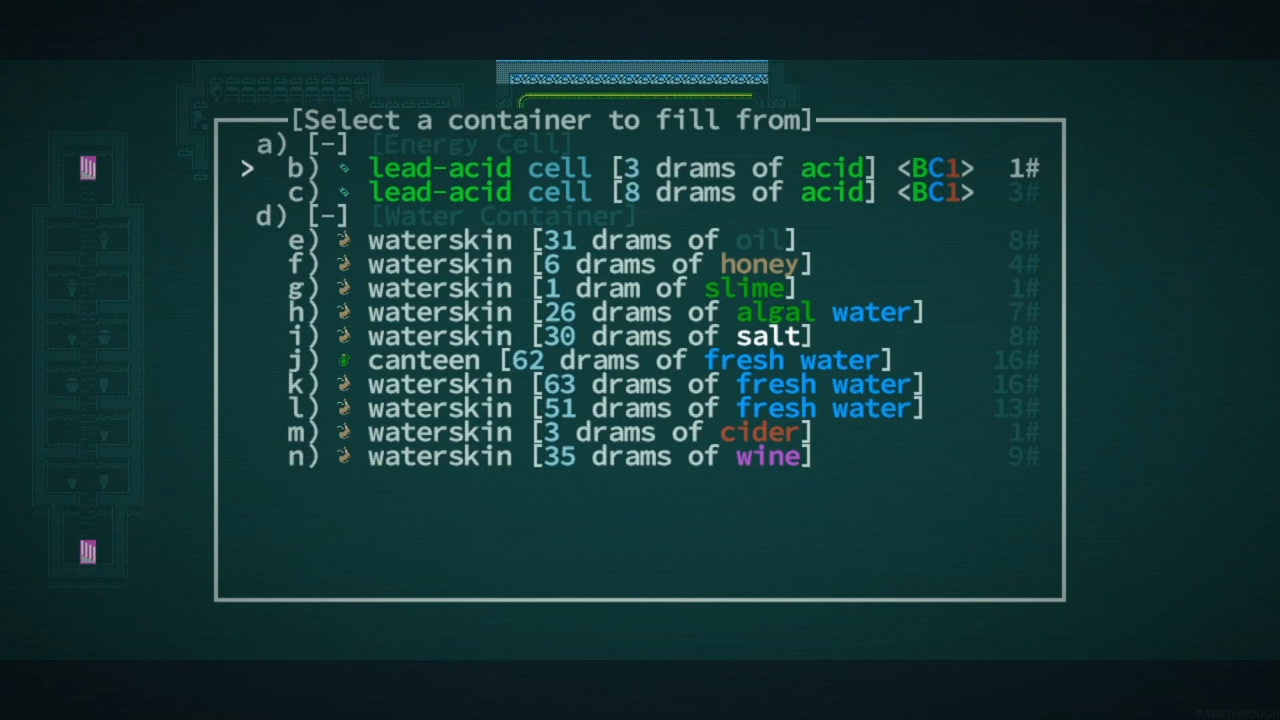 [Select a container to fill from]
a) [-] [Energy Cell]
> b) lead-acid cell [3 drams of acid] <BC1> 1#
c) lead-acid cell [8 drams of acid] <BC1> 3#
d) [-] [Water Container]
e) waterskin [31 drams of oil] 8#
f) waterskin [6 drams of honey] 4#
g) waterskin [1 dram of slime] 1#
h) waterskin [26 drams of algal water] 7#
i) waterskin [30 drams of salt] 8#
j) canteen [62 drams of fresh water] 16#
k) waterskin [63 drams of fresh water] 16#
l) waterskin [51 drams of fresh water] 13#
m) waterskin [3 drams of cider] 1#
n) waterskin [35 drams of wine] 9#